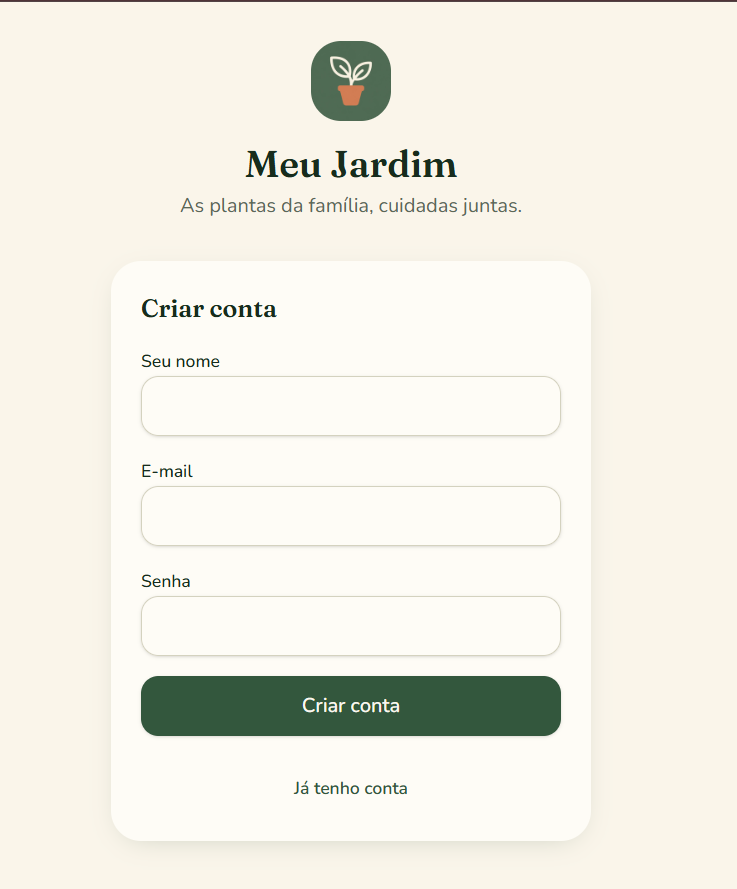 Meu Jardim
As plantas da família, cuidadas juntas.
Criar conta
Seu nome
E-mail
Senha
Criar conta
Já tenho conta